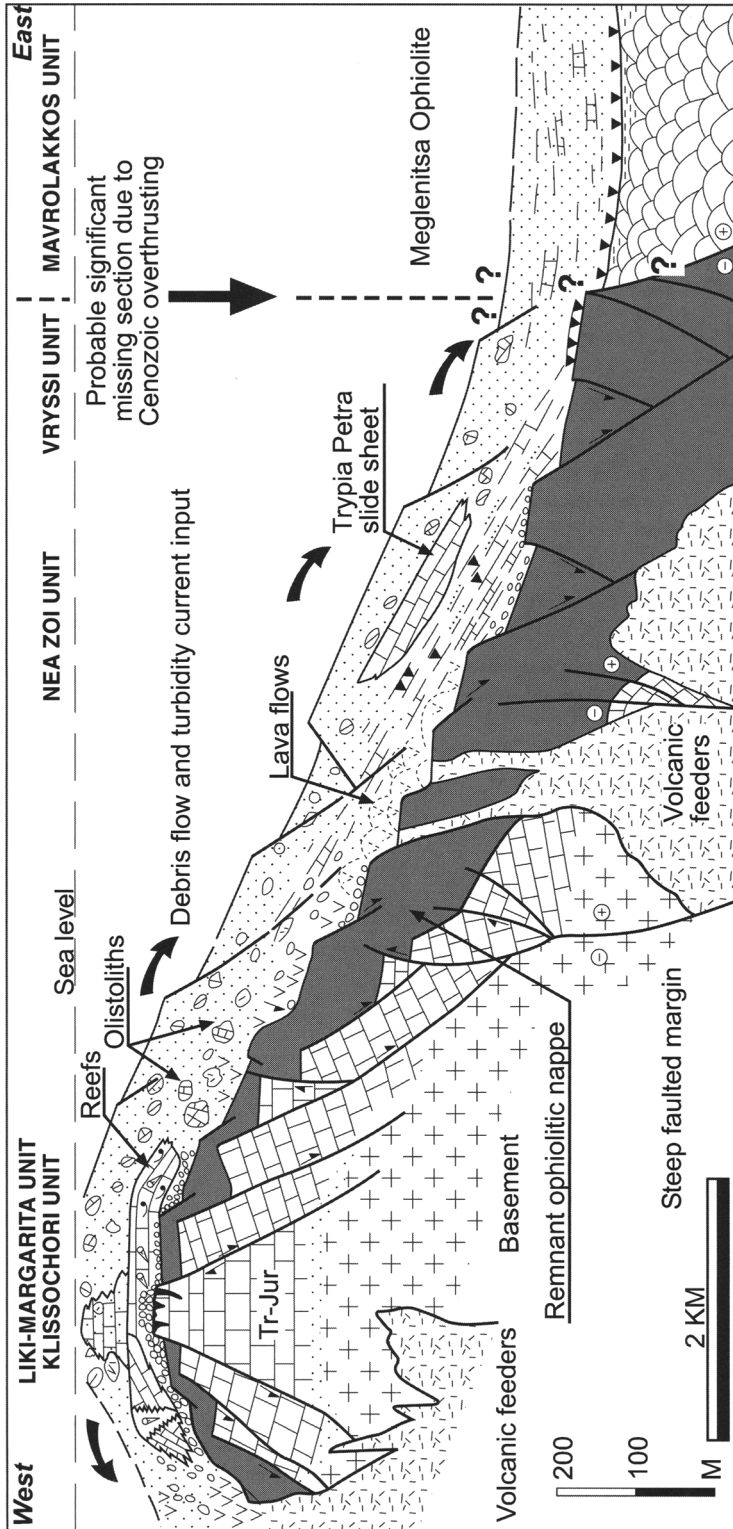 West
East
LIKI-MARGARITA UNIT
KLISSOCHORI UNIT
NEA ZOI UNIT
VRYSSI UNIT
MAVROLAKKOS UNIT
Sea level
Probable significant
missing section due to
Cenozoic overthrusting
Reefs
Olistoliths
Debris flow and turbidity current input
Lava flows
Trypia Petra
slide sheet
Meglenitsa Ophiolite
? ?
?
?
Tr-Jur
Basement
Volcanic feeders
Remnant ophiolitic nappe
Steep faulted margin
Volcanic
feeders
- +
- +
- +
200
100
M
2 KM